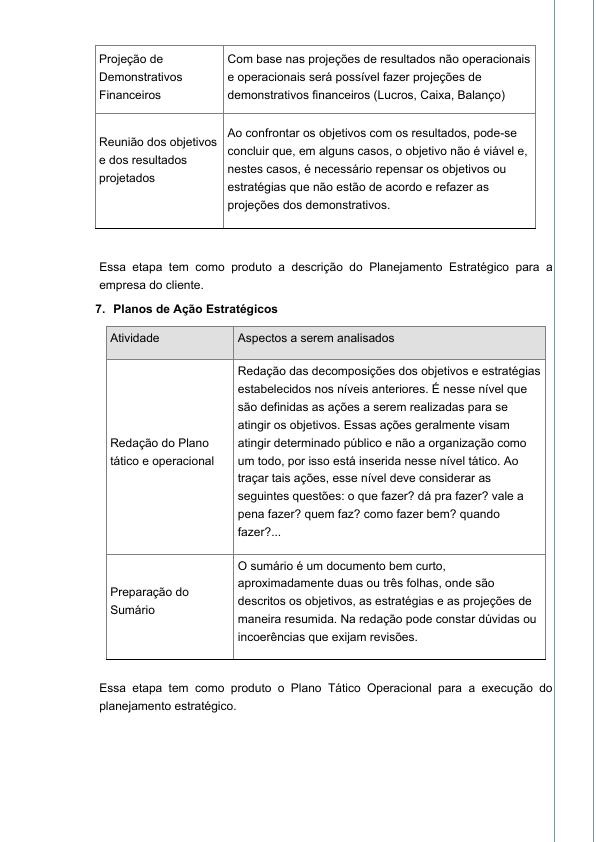 Projeção de
Demonstrativos
Financeiros
Com base nas projeções de resultados não operacionais
e operacionais será possível fazer projeções de
demonstrativos financeiros (Lucros, Caixa, Balanço)
Reunião dos objetivos
e dos resultados
projetados
Ao confrontar os objetivos com os resultados, pode-se
concluir que, em alguns casos, o objetivo não é viável e,
nestes casos, é necessário repensar os objetivos ou
estratégias que não estão de acordo e refazer as
projeções dos demonstrativos.
Essa etapa tem como produto a descrição do Planejamento Estratégico para a
empresa do cliente.
7. Planos de Ação Estratégicos
Atividade
Aspectos a serem analisados
Redação do Plano
tático e operacional
Redação das decomposições dos objetivos e estratégias
estabelecidos nos níveis anteriores. É nesse nível que
são definidas as ações a serem realizadas para se
atingir os objetivos. Essas ações geralmente visam
atingir determinado público e não a organização como
um todo, por isso está inserida nesse nível tático. Ao
traçar tais ações, esse nível deve considerar as
seguintes questões: o que fazer? dá pra fazer? vale a
pena fazer? quem faz? como fazer bem? quando
fazer?...
Preparação do
Sumário
O sumário é um documento bem curto,
aproximadamente duas ou três folhas, onde são
descritos os objetivos, as estratégias e as projeções de
maneira resumida. Na redação pode constar dúvidas ou
incoerências que exijam revisões.
Essa etapa tem como produto o Plano Tático Operacional para a execução do
planejamento estratégico.